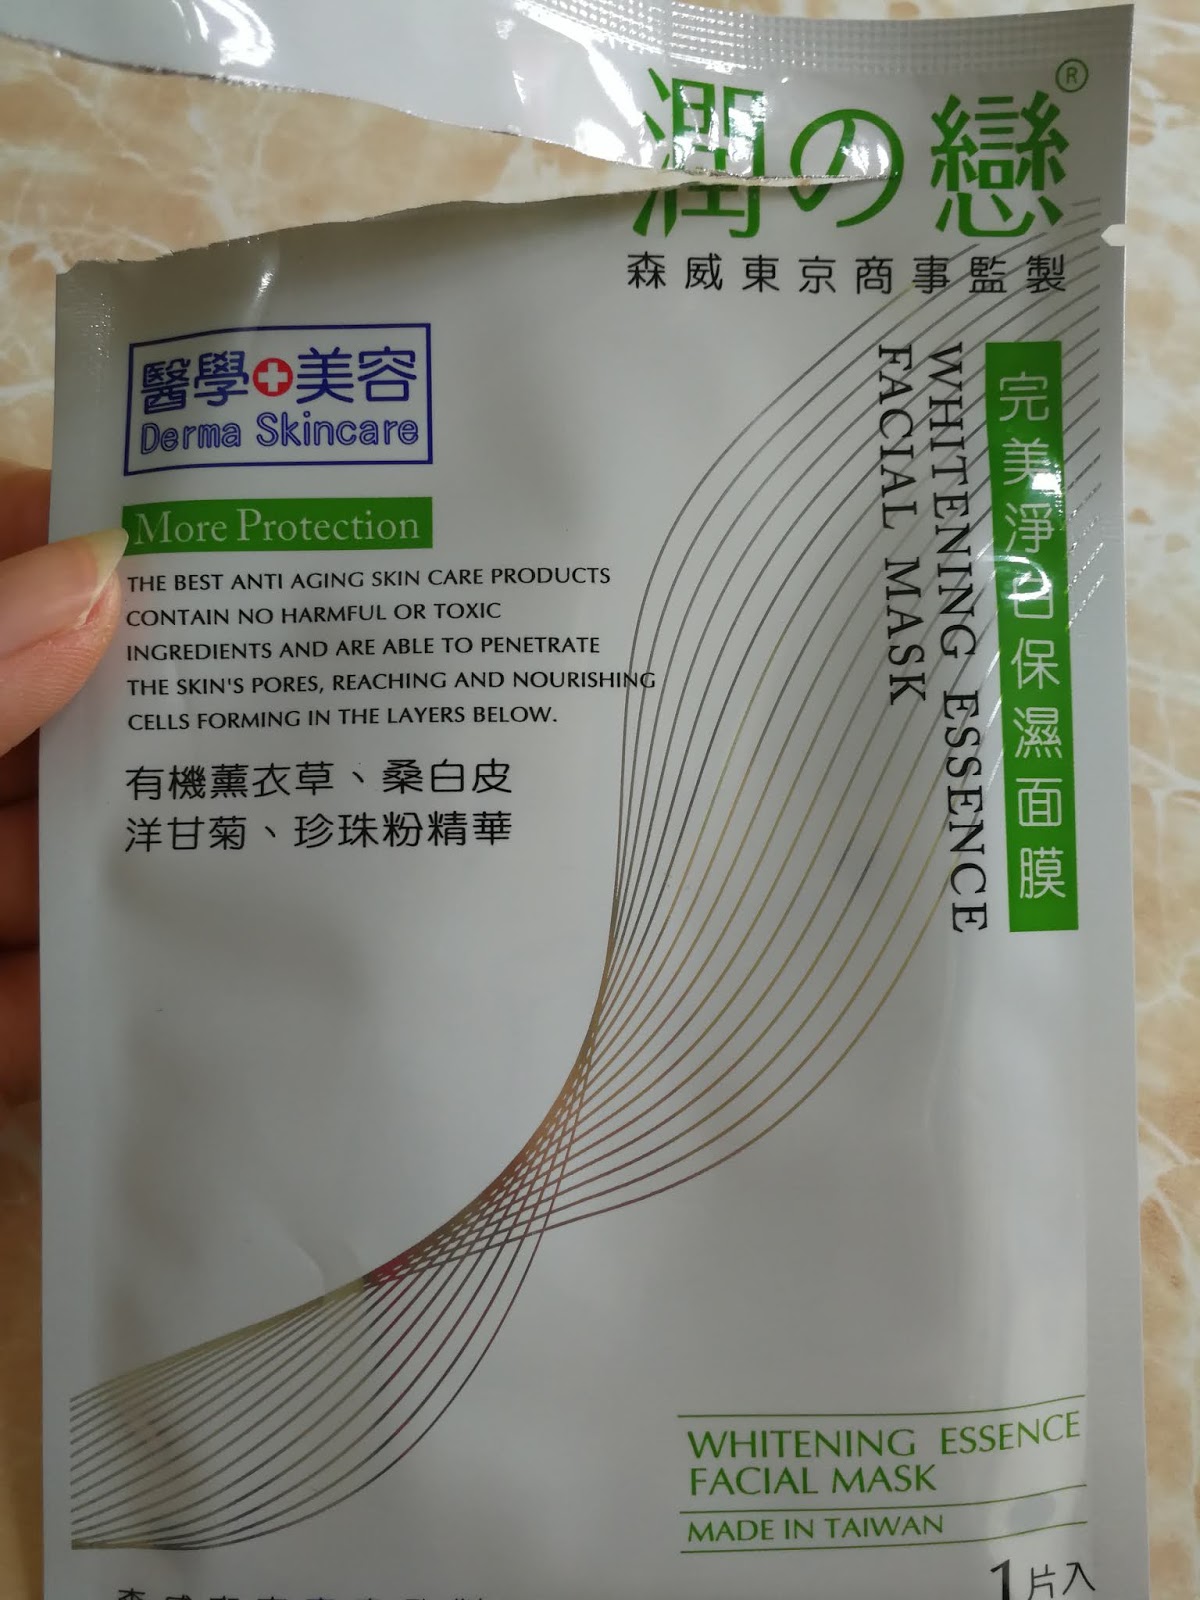 潤の戀®
森威東京商事監製
醫學美容
Derma Skincare
More Protection
THE BEST ANTI AGING SKIN CARE PRODUCTS
CONTAIN NO HARMFUL OR TOXIC
INGREDIENTS AND ARE ABLE TO PENETRATE
THE SKIN'S PORES, REACHING AND NOURISHING
CELLS FORMING IN THE LAYERS BELOW.
有機薰衣草、桑白皮
洋甘菊、珍珠粉精華
完美淨白保濕面膜
WHITENING ESSENCE
FACIAL MASK
WHITENING ESSENCE
FACIAL MASK
MADE IN TAIWAN
1片入